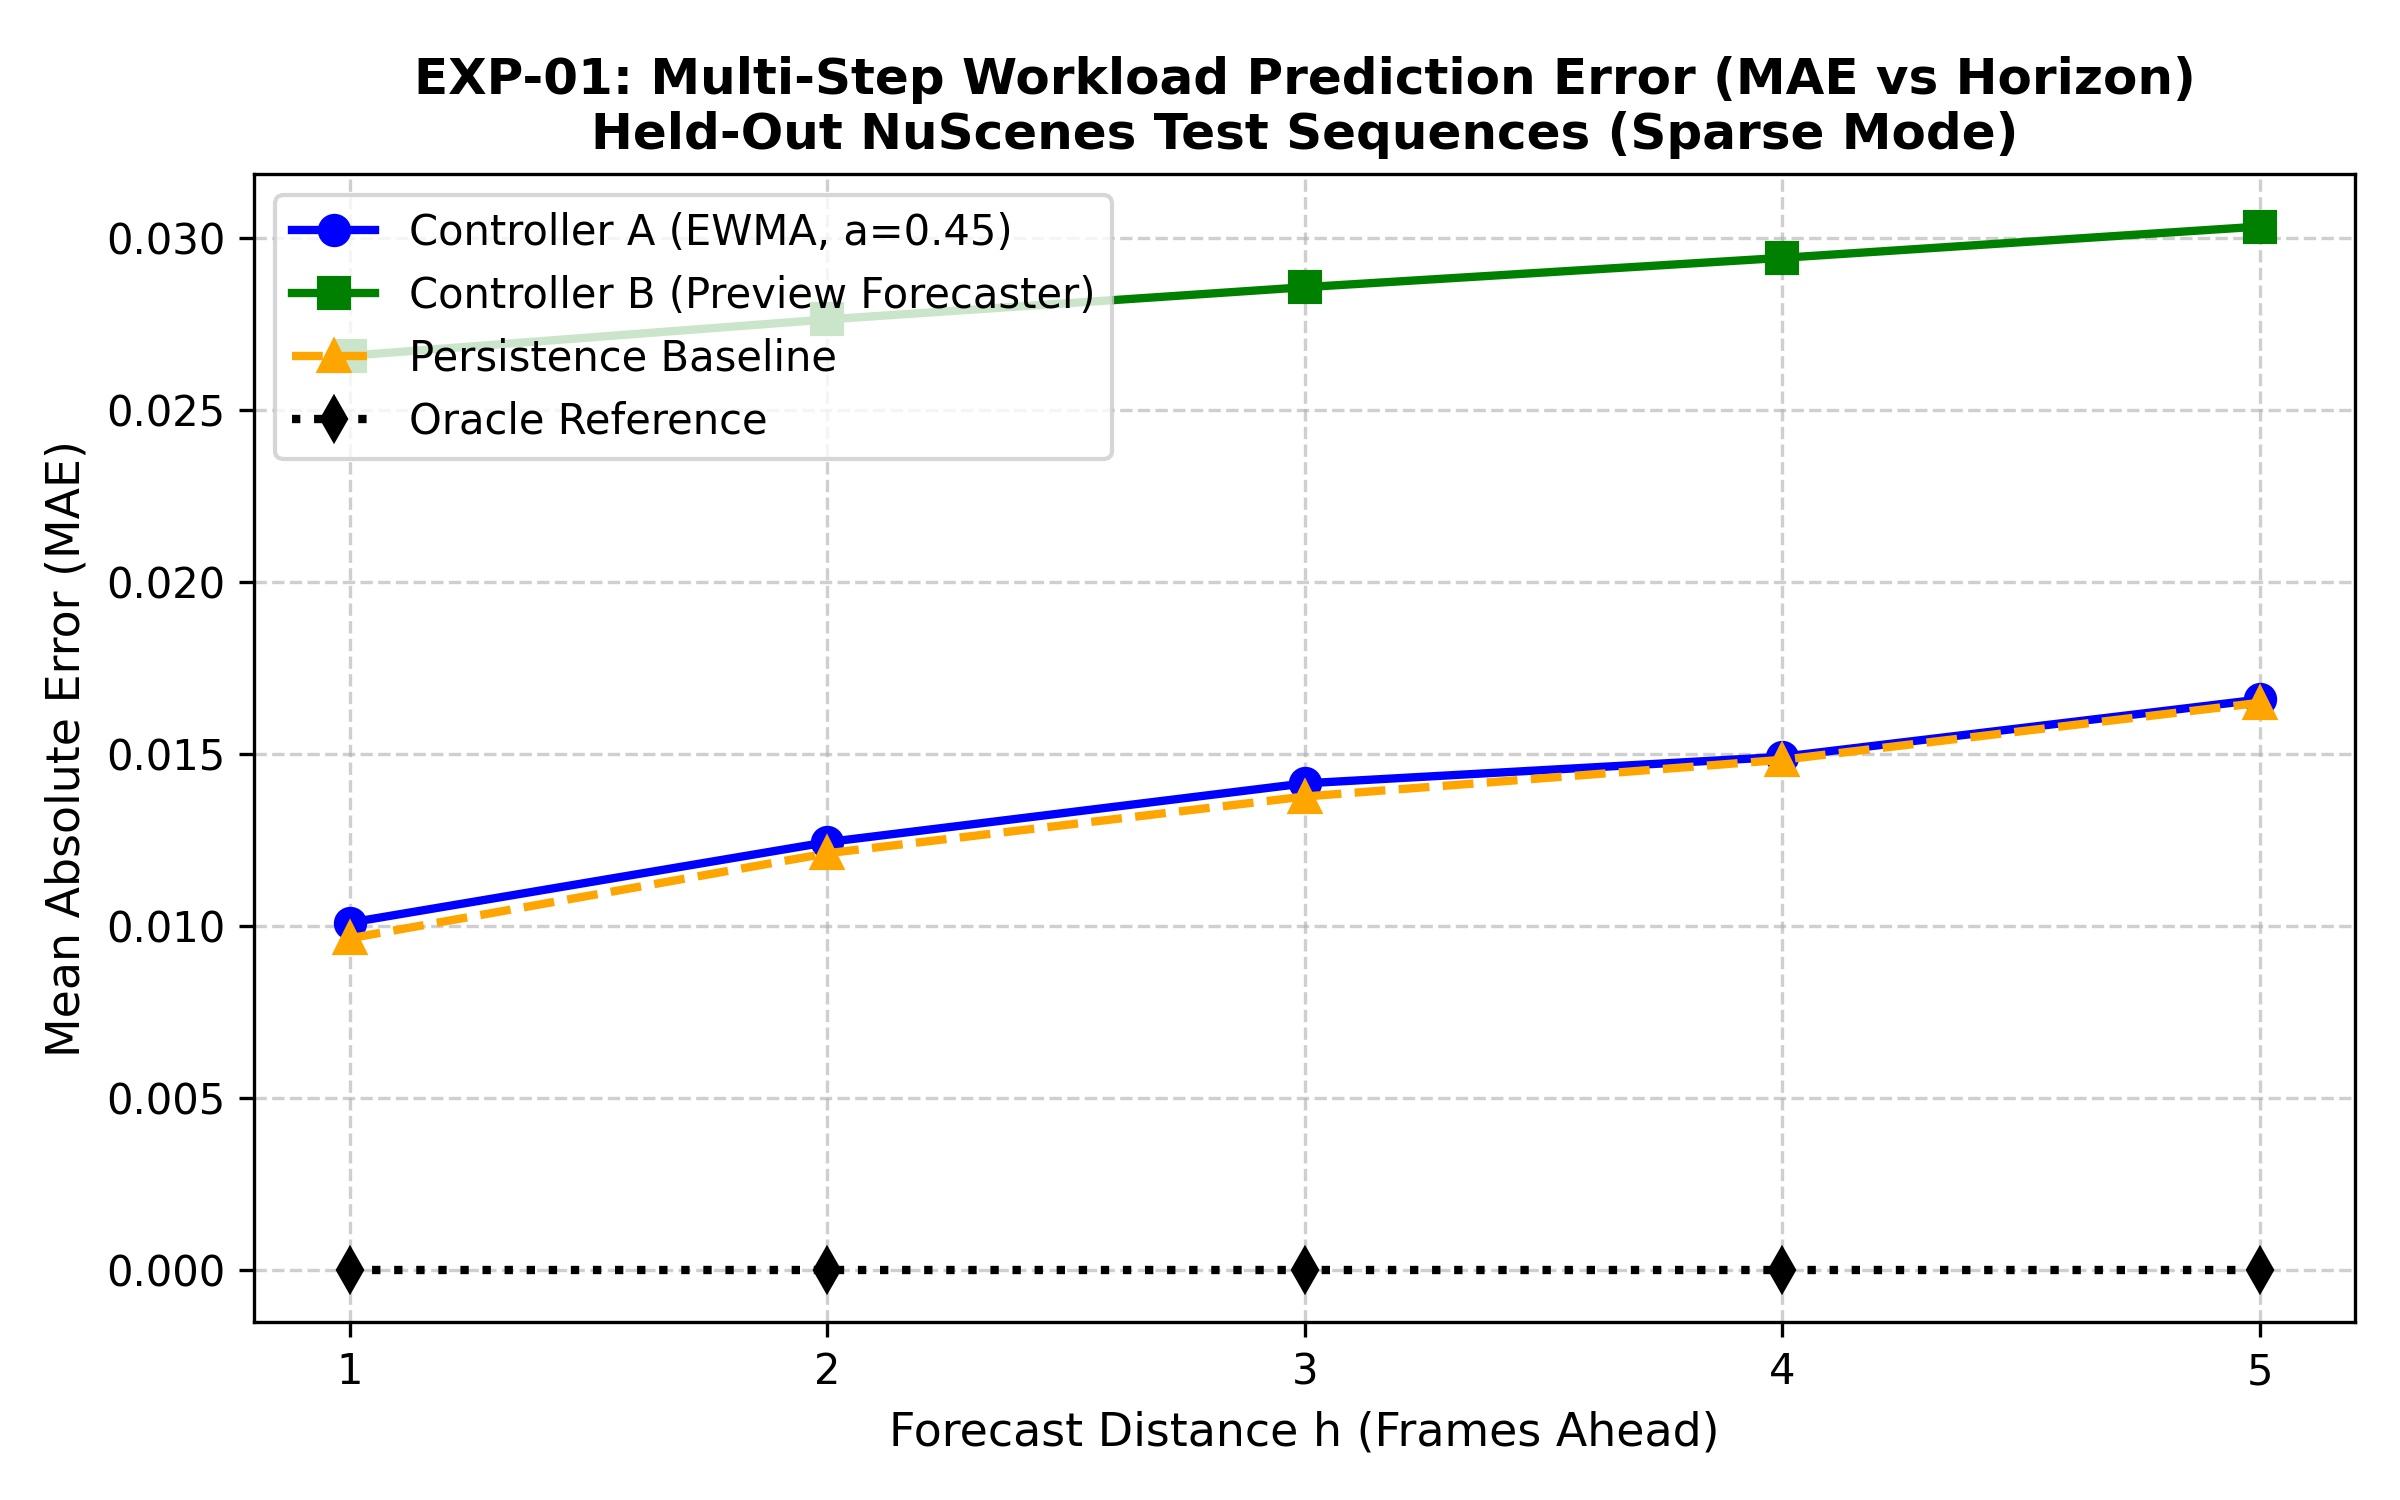 EXP-01: Multi-Step Workload Prediction Error (MAE vs Horizon)
Held-Out NuScenes Test Sequences (Sparse Mode)
Controller A (EWMA, a=0.45)
Controller B (Preview Forecaster)
Persistence Baseline
Oracle Reference
Mean Absolute Error (MAE)
0.030
0.025
0.020
0.015
0.010
0.005
0.000
1
2
3
4
5
Forecast Distance h (Frames Ahead)